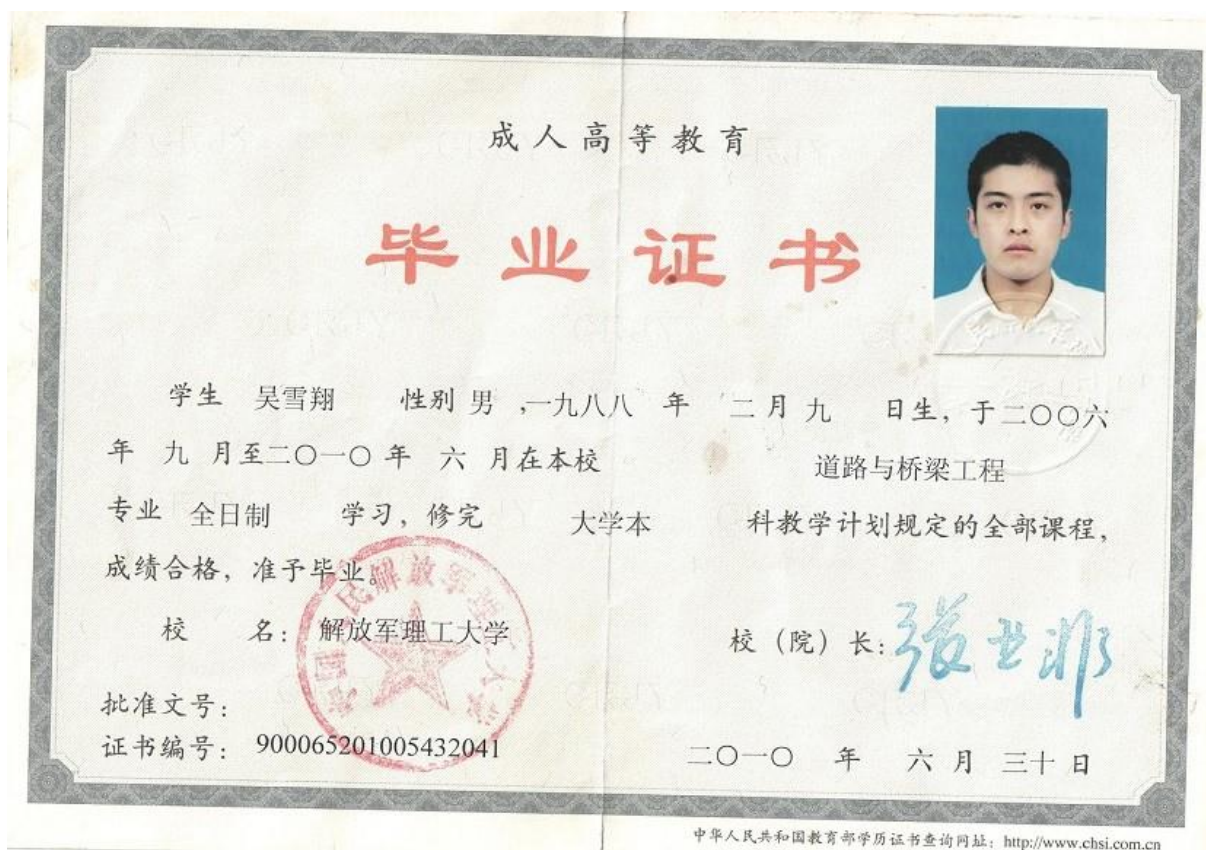 成人高等教育
毕业证书
学生 吴雪翔 性别 男 ,一九八八 年 二 月 九 日生, 于二〇〇六
年 九 月至二〇一〇 年 六 月在本校 道路与桥梁工程
专业 全日制 学习, 修完 大学本 科教学计划规定的全部课程,
成绩合格, 准予毕业。
校 名: 解放军理工大学
校 (院) 长: 张亚非
批准文号:
证书编号: 900065201005432041
二〇一〇 年 六 月 三十 日
中华人民共和国教育部学历证书查询网址: http://www.chsi.com.cn